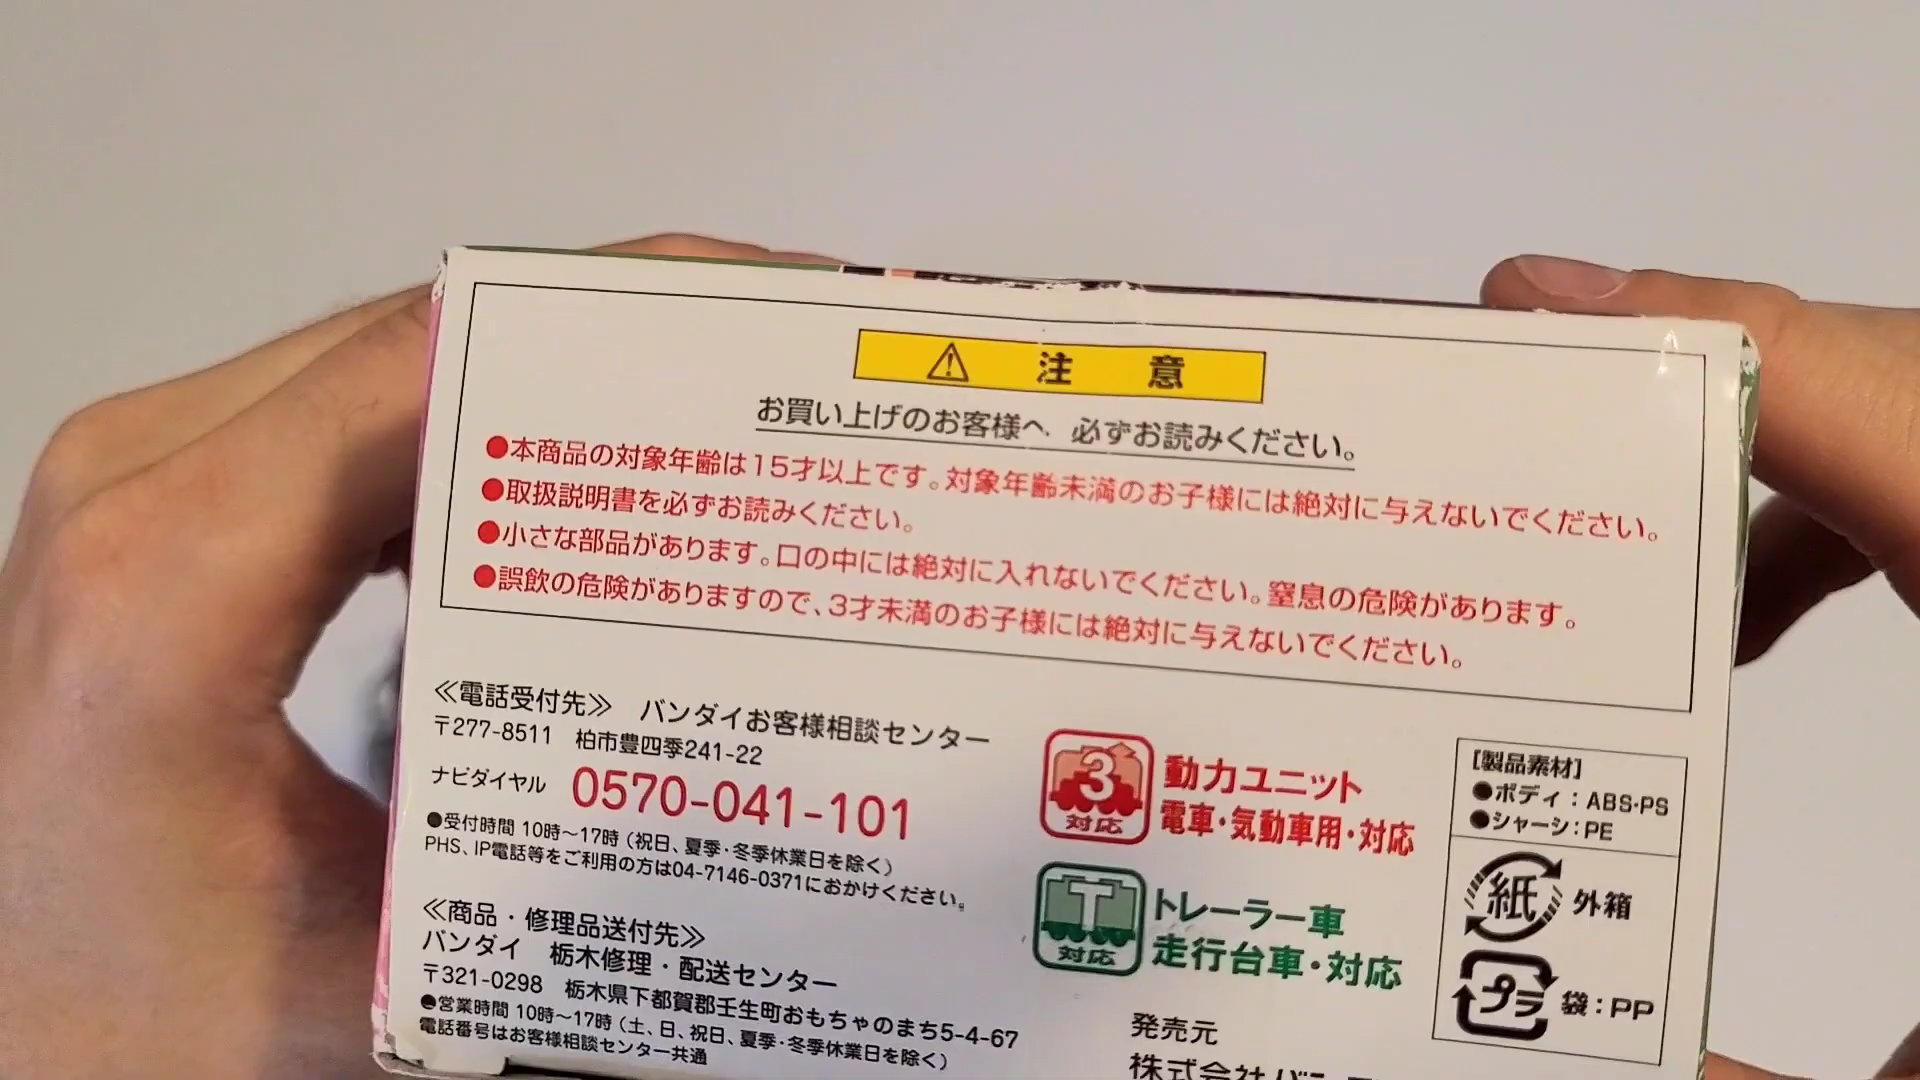 注意
お買い上げのお客様へ 必ずお読みください。
●本商品の対象年齢は15才以上です。対象年齢未満のお子様には絶対に与えないでください。
●取扱説明書を必ずお読みください。
●小さな部品があります。口の中には絶対に入れないでください。窒息の危険があります。
●誤飲の危険がありますので、3才未満のお子様には絶対に与えないでください。
≪電話受付先≫ バンダイお客様相談センター
〒277-8511 柏市豊四季241-22
ナビダイヤル 0570-041-101
●受付時間 10時～17時(祝日、夏季・冬季休業日を除く)
PHS、IP電話等をご利用の方は04-7146-0371におかけください。
≪商品・修理品送付先≫
バンダイ 栃木修理・配送センター
〒321-0298 栃木県下都賀郡壬生町おもちゃのまち5-4-67
●営業時間 10時～17時(土、日、祝日、夏季・冬季休業日を除く)
電話番号はお客様相談センター共通
3
対応
動力ユニット
電車・気動車用・対応
T
対応
トレーラー車
走行台車・対応
発売元
株式会社バン
[製品素材]
●ボディ:ABS・PS
●シャーシ:PE
紙 外箱
プラ 袋:PP